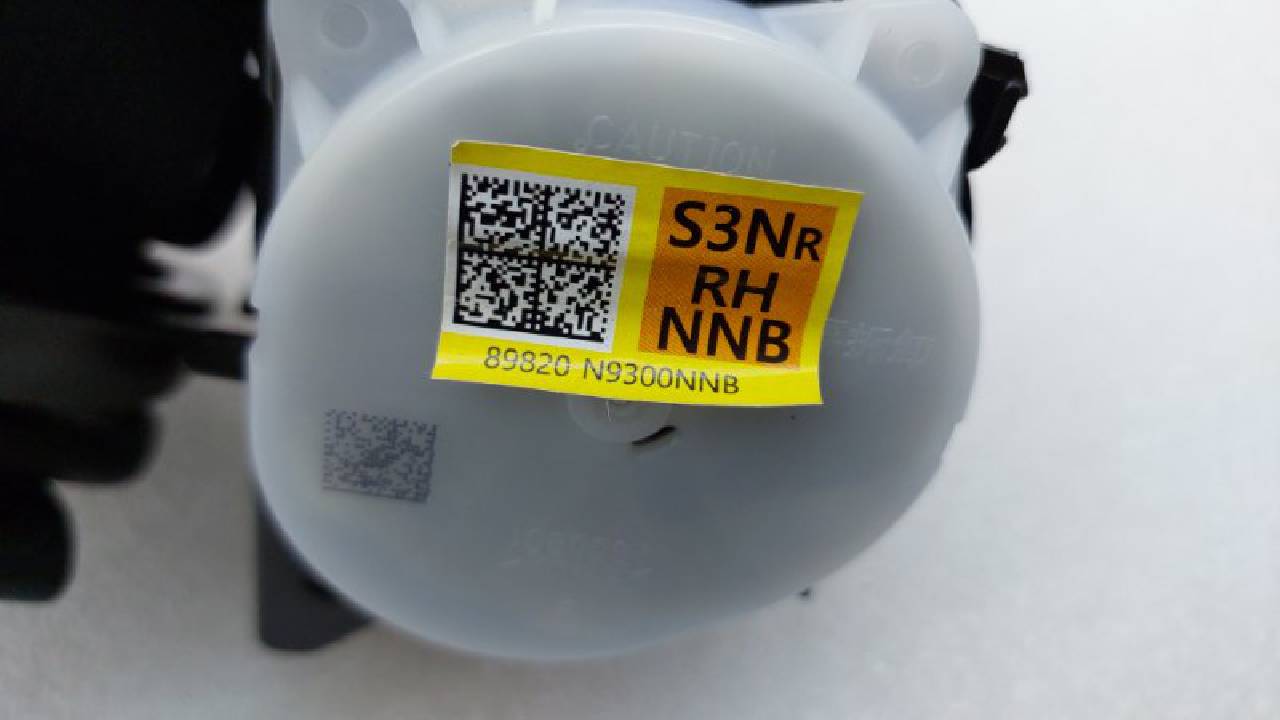 CAUTION
S3NR
RH
NNB
89820-N9300NNB